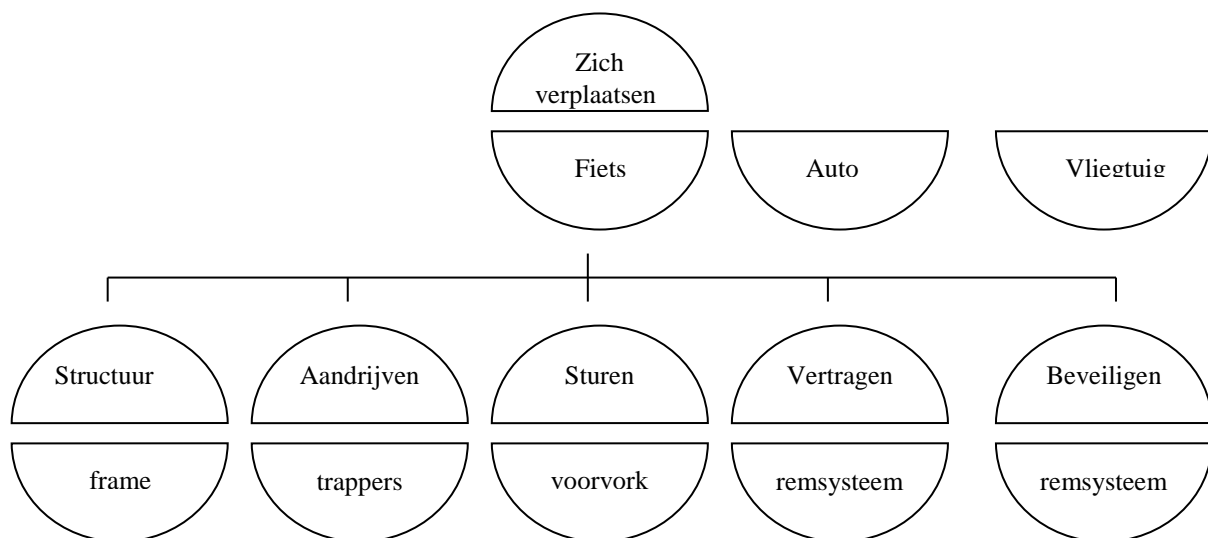 Zich
verplaatsen
Fiets Auto Vliegtuig
Structuur Aandrijven Sturen Vertragen Beveiligen
frame trappers voorvork remsysteem remsysteem